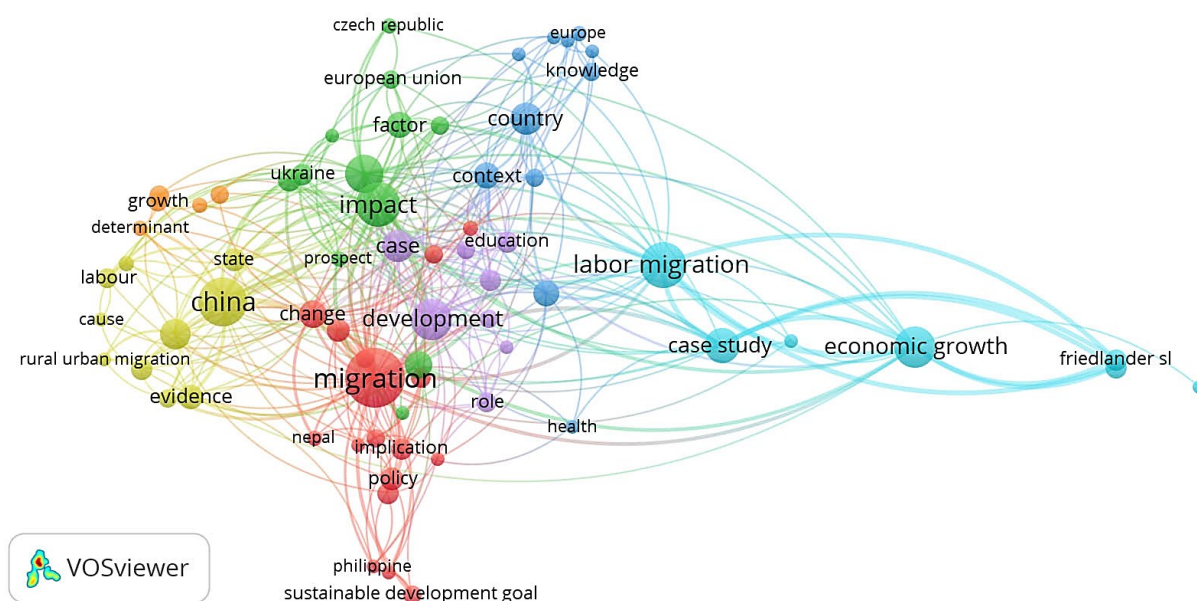 czech republic
europe
european union
knowledge
factor
country
ukraine
context
growth
impact
determinant
case
education
state
prospect
labor migration
labour
china
change
development
cause
case study
economic growth
rural urban migration
friedlander sl
migration
evidence
role
health
nepal
implication
policy
VOSviewer
philippine
sustainable development goal